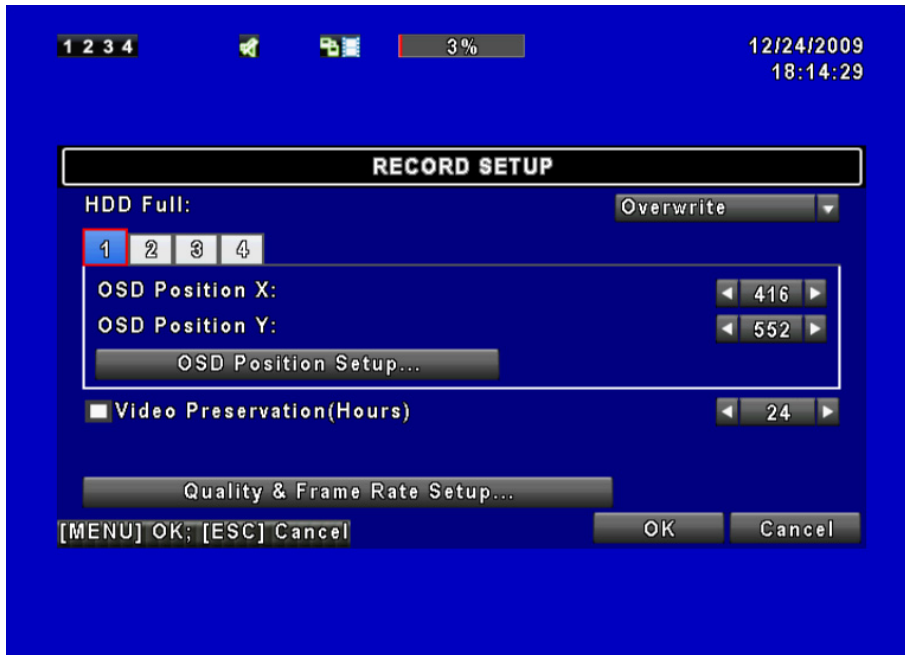 1 2 3 4
3%
12/24/2009
18:14:29
RECORD SETUP
HDD Full:
Overwrite
1 2 3 4
OSD Position X:
416
OSD Position Y:
552
OSD Position Setup...
Video Preservation(Hours)
24
Quality & Frame Rate Setup...
[MENU] OK; [ESC] Cancel
OK
Cancel